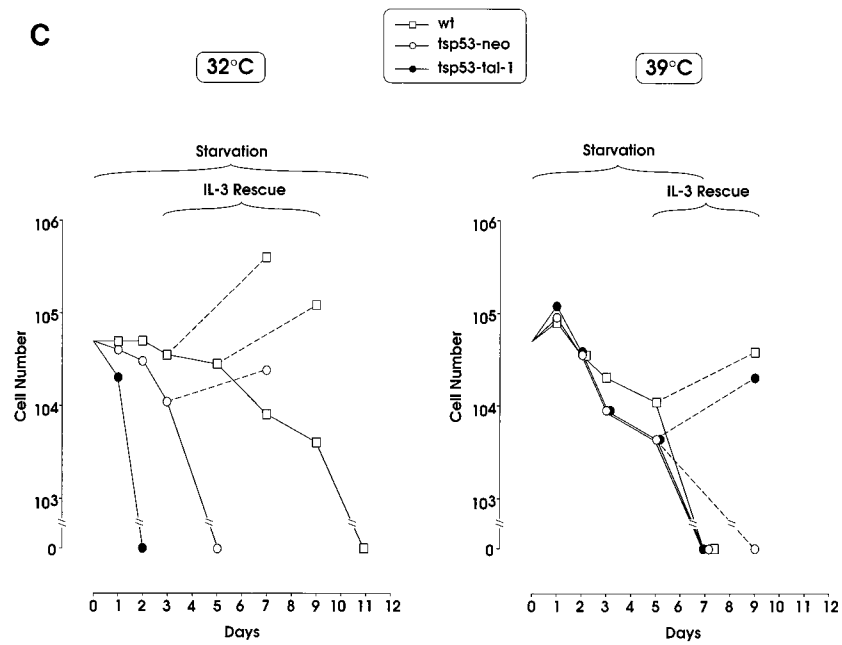 C
wt
tsp53-neo
tsp53-tal-1
32°C
39°C
Starvation
IL-3 Rescue
10⁶
10⁵
10⁴
10³
0
Cell Number
0 1 2 3 4 5 6 7 8 9 10 11 12
Days
Starvation
IL-3 Rescue
10⁶
10⁵
10⁴
10³
0
Cell Number
0 1 2 3 4 5 6 7 8 9 10 11 12
Days